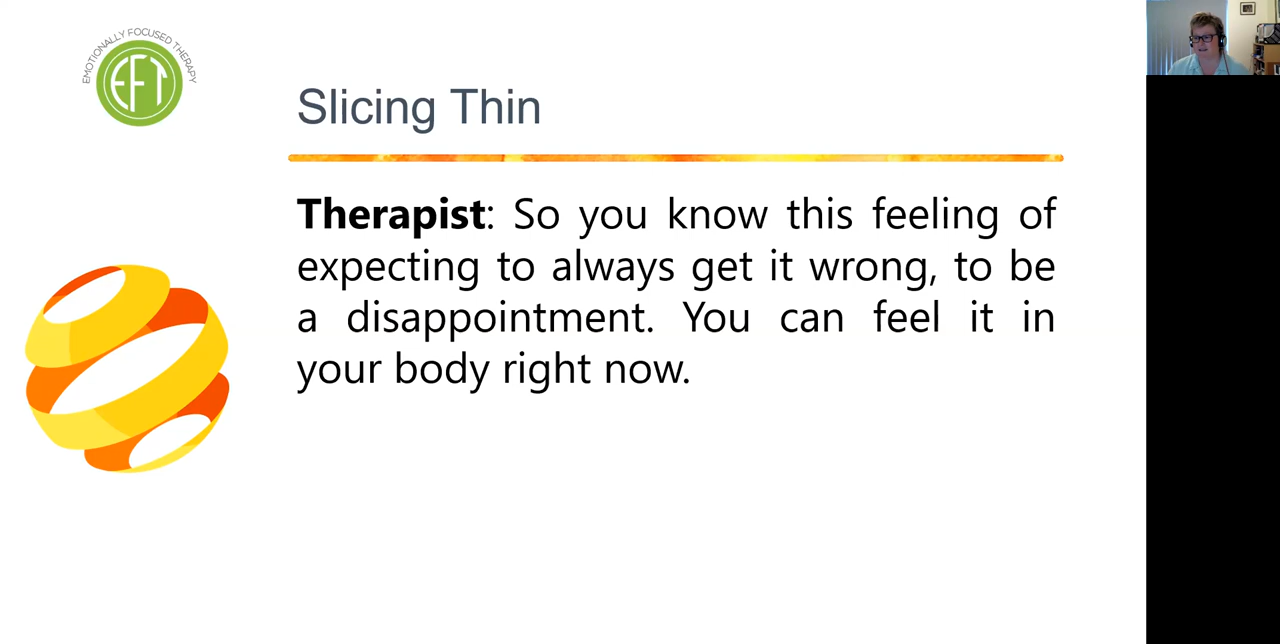 EMOTIONALLY FOCUSED THERAPY
EFT
Slicing Thin
Therapist: So you know this feeling of
expecting to always get it wrong, to be
a disappointment. You can feel it in
your body right now.